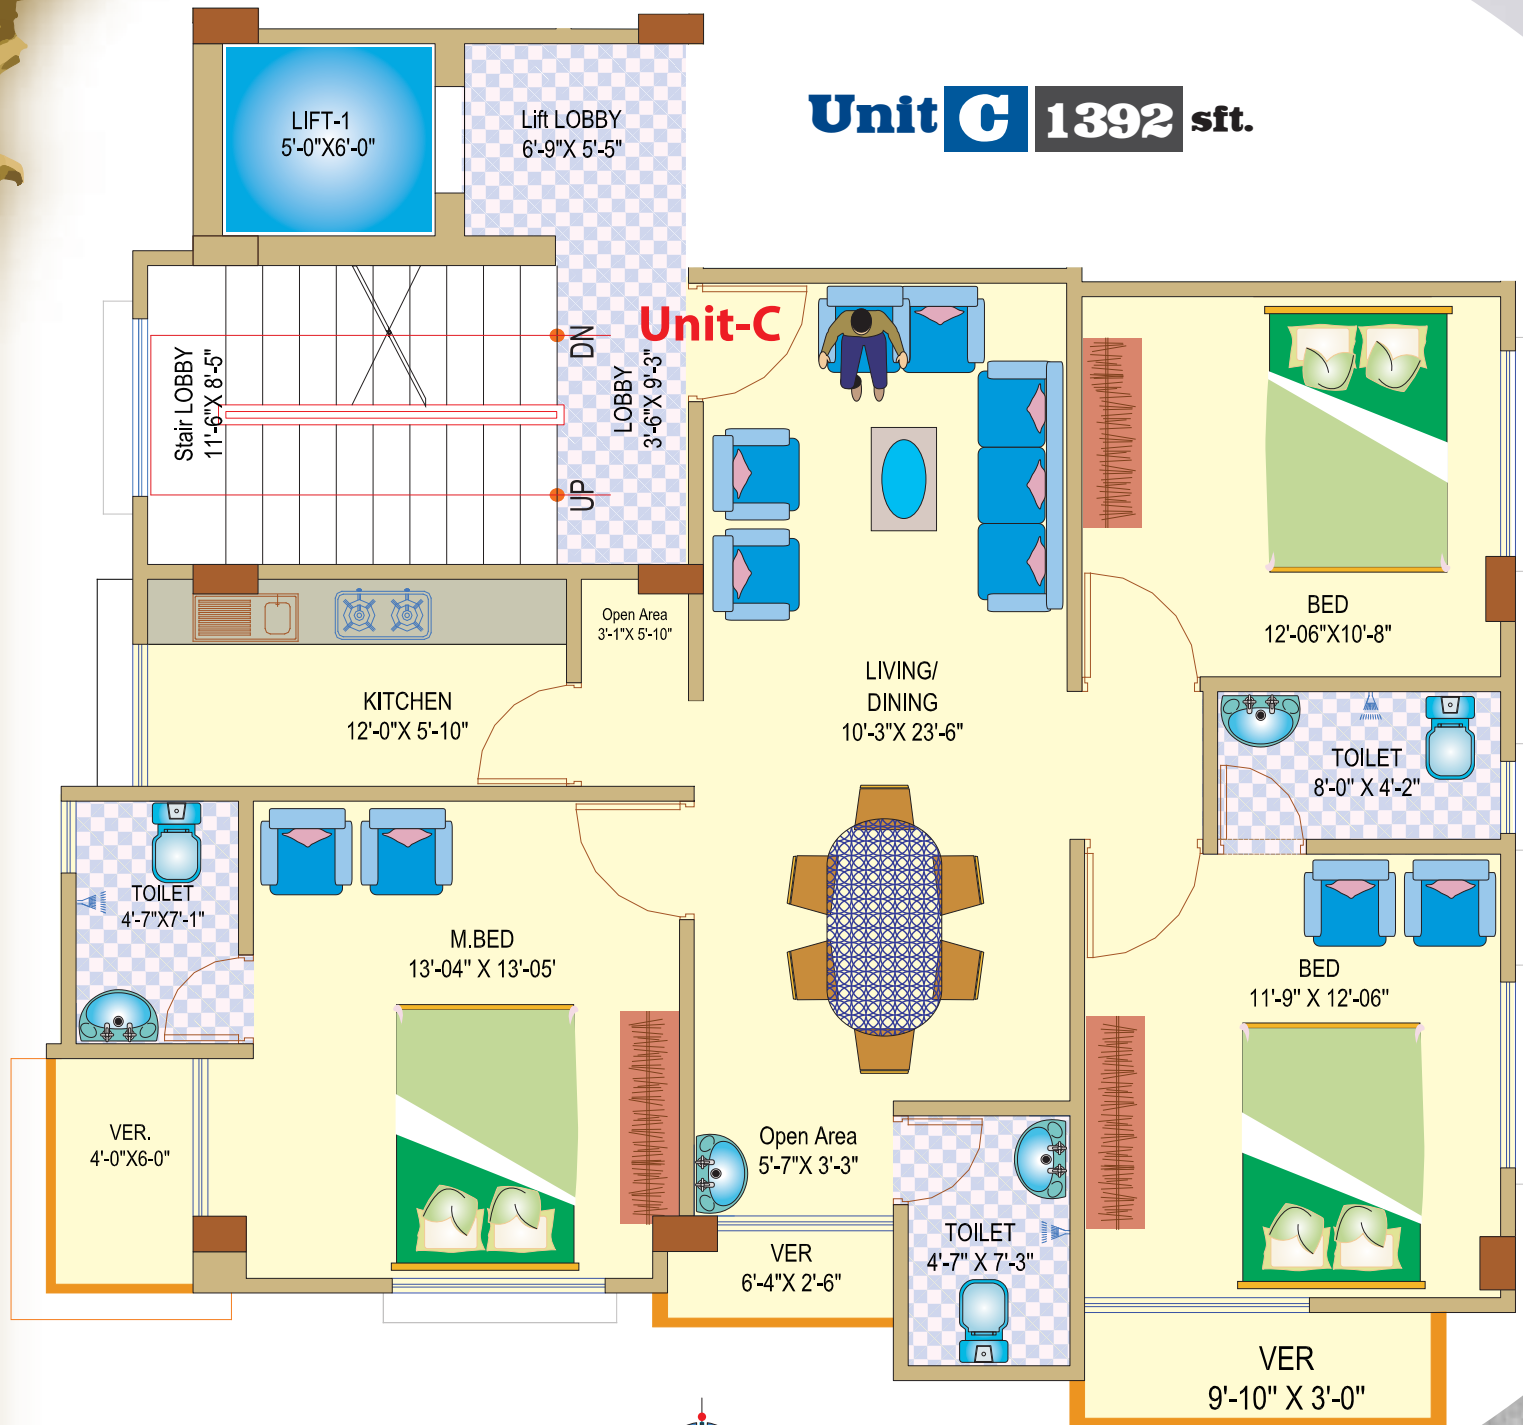 Unit C 1392 sft.
LIFT-1
5'-0"X6'-0"
Lift LOBBY
6'-9"X 5'-5"
Unit-C
Stair LOBBY
11'-6"X 8'-5"
DN
UP
LOBBY
3'-6"X 9'-3"
Open Area
3'-1"X 5'-10"
BED
12'-06"X10'-8"
KITCHEN
12'-0"X 5'-10"
LIVING/
DINING
10'-3"X 23'-6"
TOILET
8'-0" X 4'-2"
TOILET
4'-7"X7'-1"
M.BED
13'-04" X 13'-05'
BED
11'-9" X 12'-06"
VER.
4'-0"X6-0"
Open Area
5'-7"X 3'-3"
TOILET
4'-7" X 7'-3"
VER
6'-4"X 2'-6"
VER
9'-10" X 3'-0"